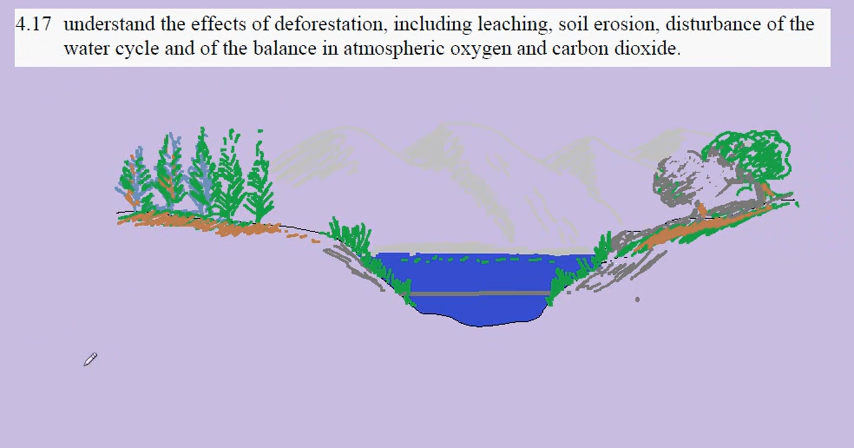 4.17 understand the effects of deforestation, including leaching, soil erosion, disturbance of the
water cycle and of the balance in atmospheric oxygen and carbon dioxide.